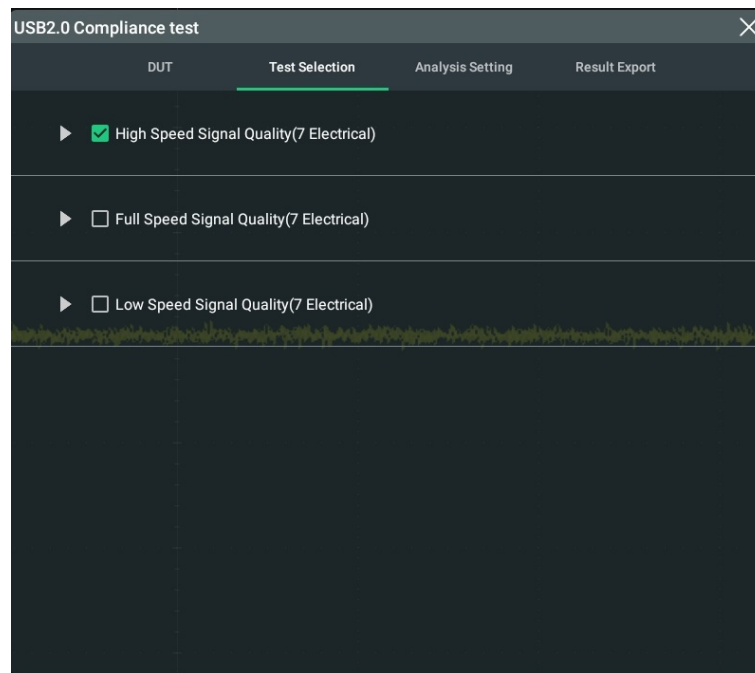 USB2.0 Compliance test
DUT
Test Selection
Analysis Setting
Result Export
High Speed Signal Quality(7 Electrical)
Full Speed Signal Quality(7 Electrical)
Low Speed Signal Quality(7 Electrical)